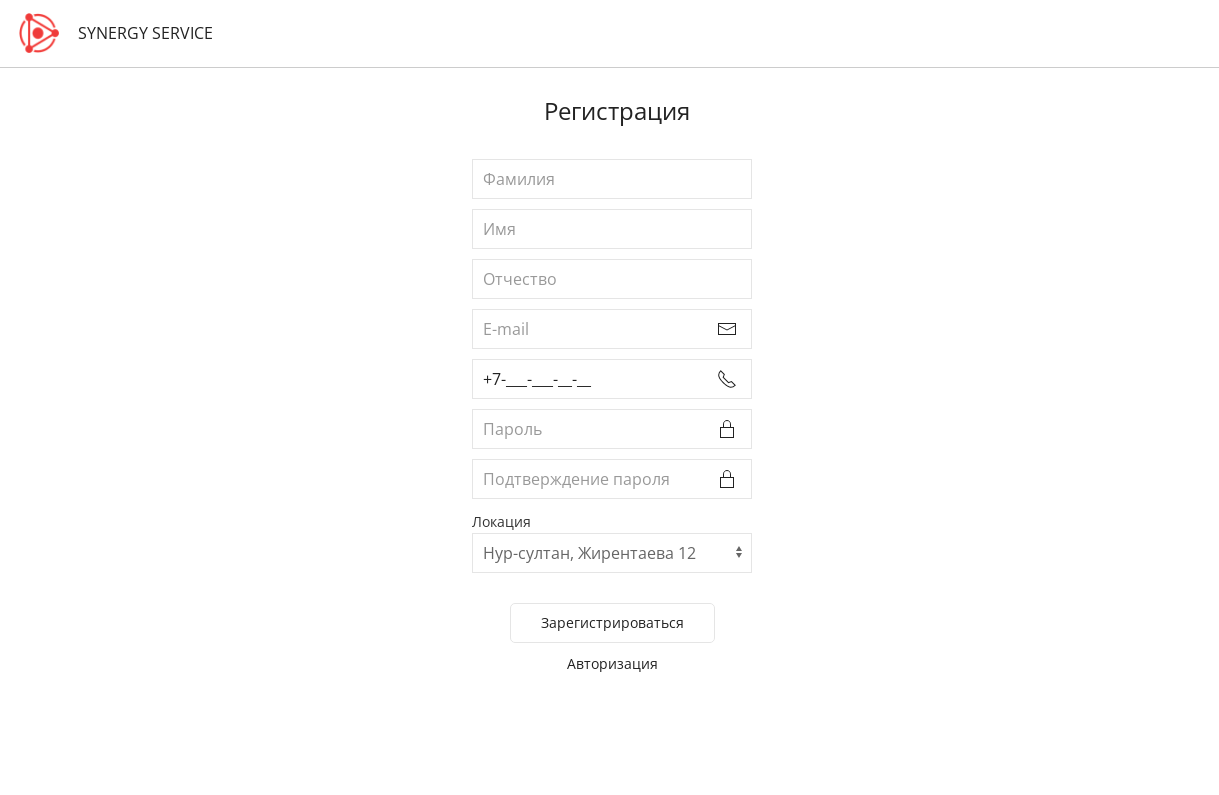 SYNERGY SERVICE
Регистрация
Фамилия
Имя
Отчество
E-mail
+7-___-___-__-__
Пароль
Подтверждение пароля
Локация
Нур-султан, Жирентаева 12
Зарегистрироваться
Авторизация